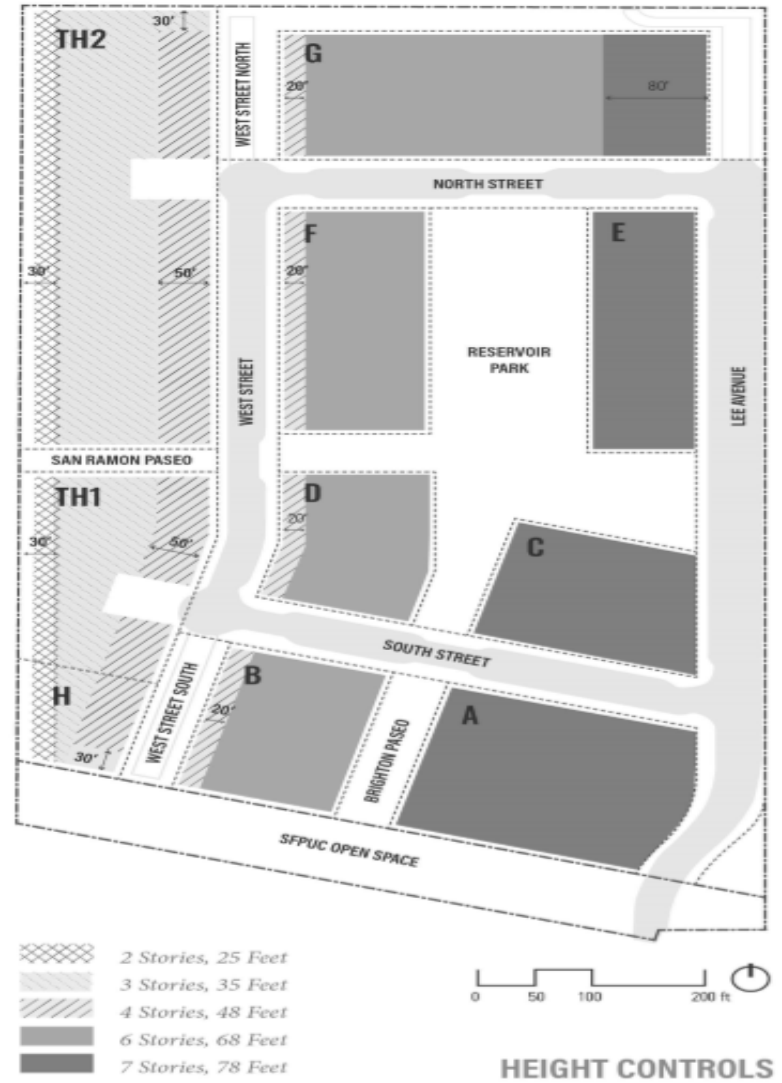 30'
TH2
WEST STREET NORTH
G
20'
80'
NORTH STREET
F
E
30'
50'
20'
RESERVOIR
PARK
WEST STREET
LEE AVENUE
SAN RAMON PASEO
TH1
D
20'
30'
50'
C
SOUTH STREET
H
WEST STREET SOUTH
B
20'
A
BRIGHTON PASEO
30'
SFPUC OPEN SPACE
2 Stories, 25 Feet
3 Stories, 35 Feet
4 Stories, 48 Feet
6 Stories, 68 Feet
7 Stories, 78 Feet
0 50 100 200 ft
HEIGHT CONTROLS